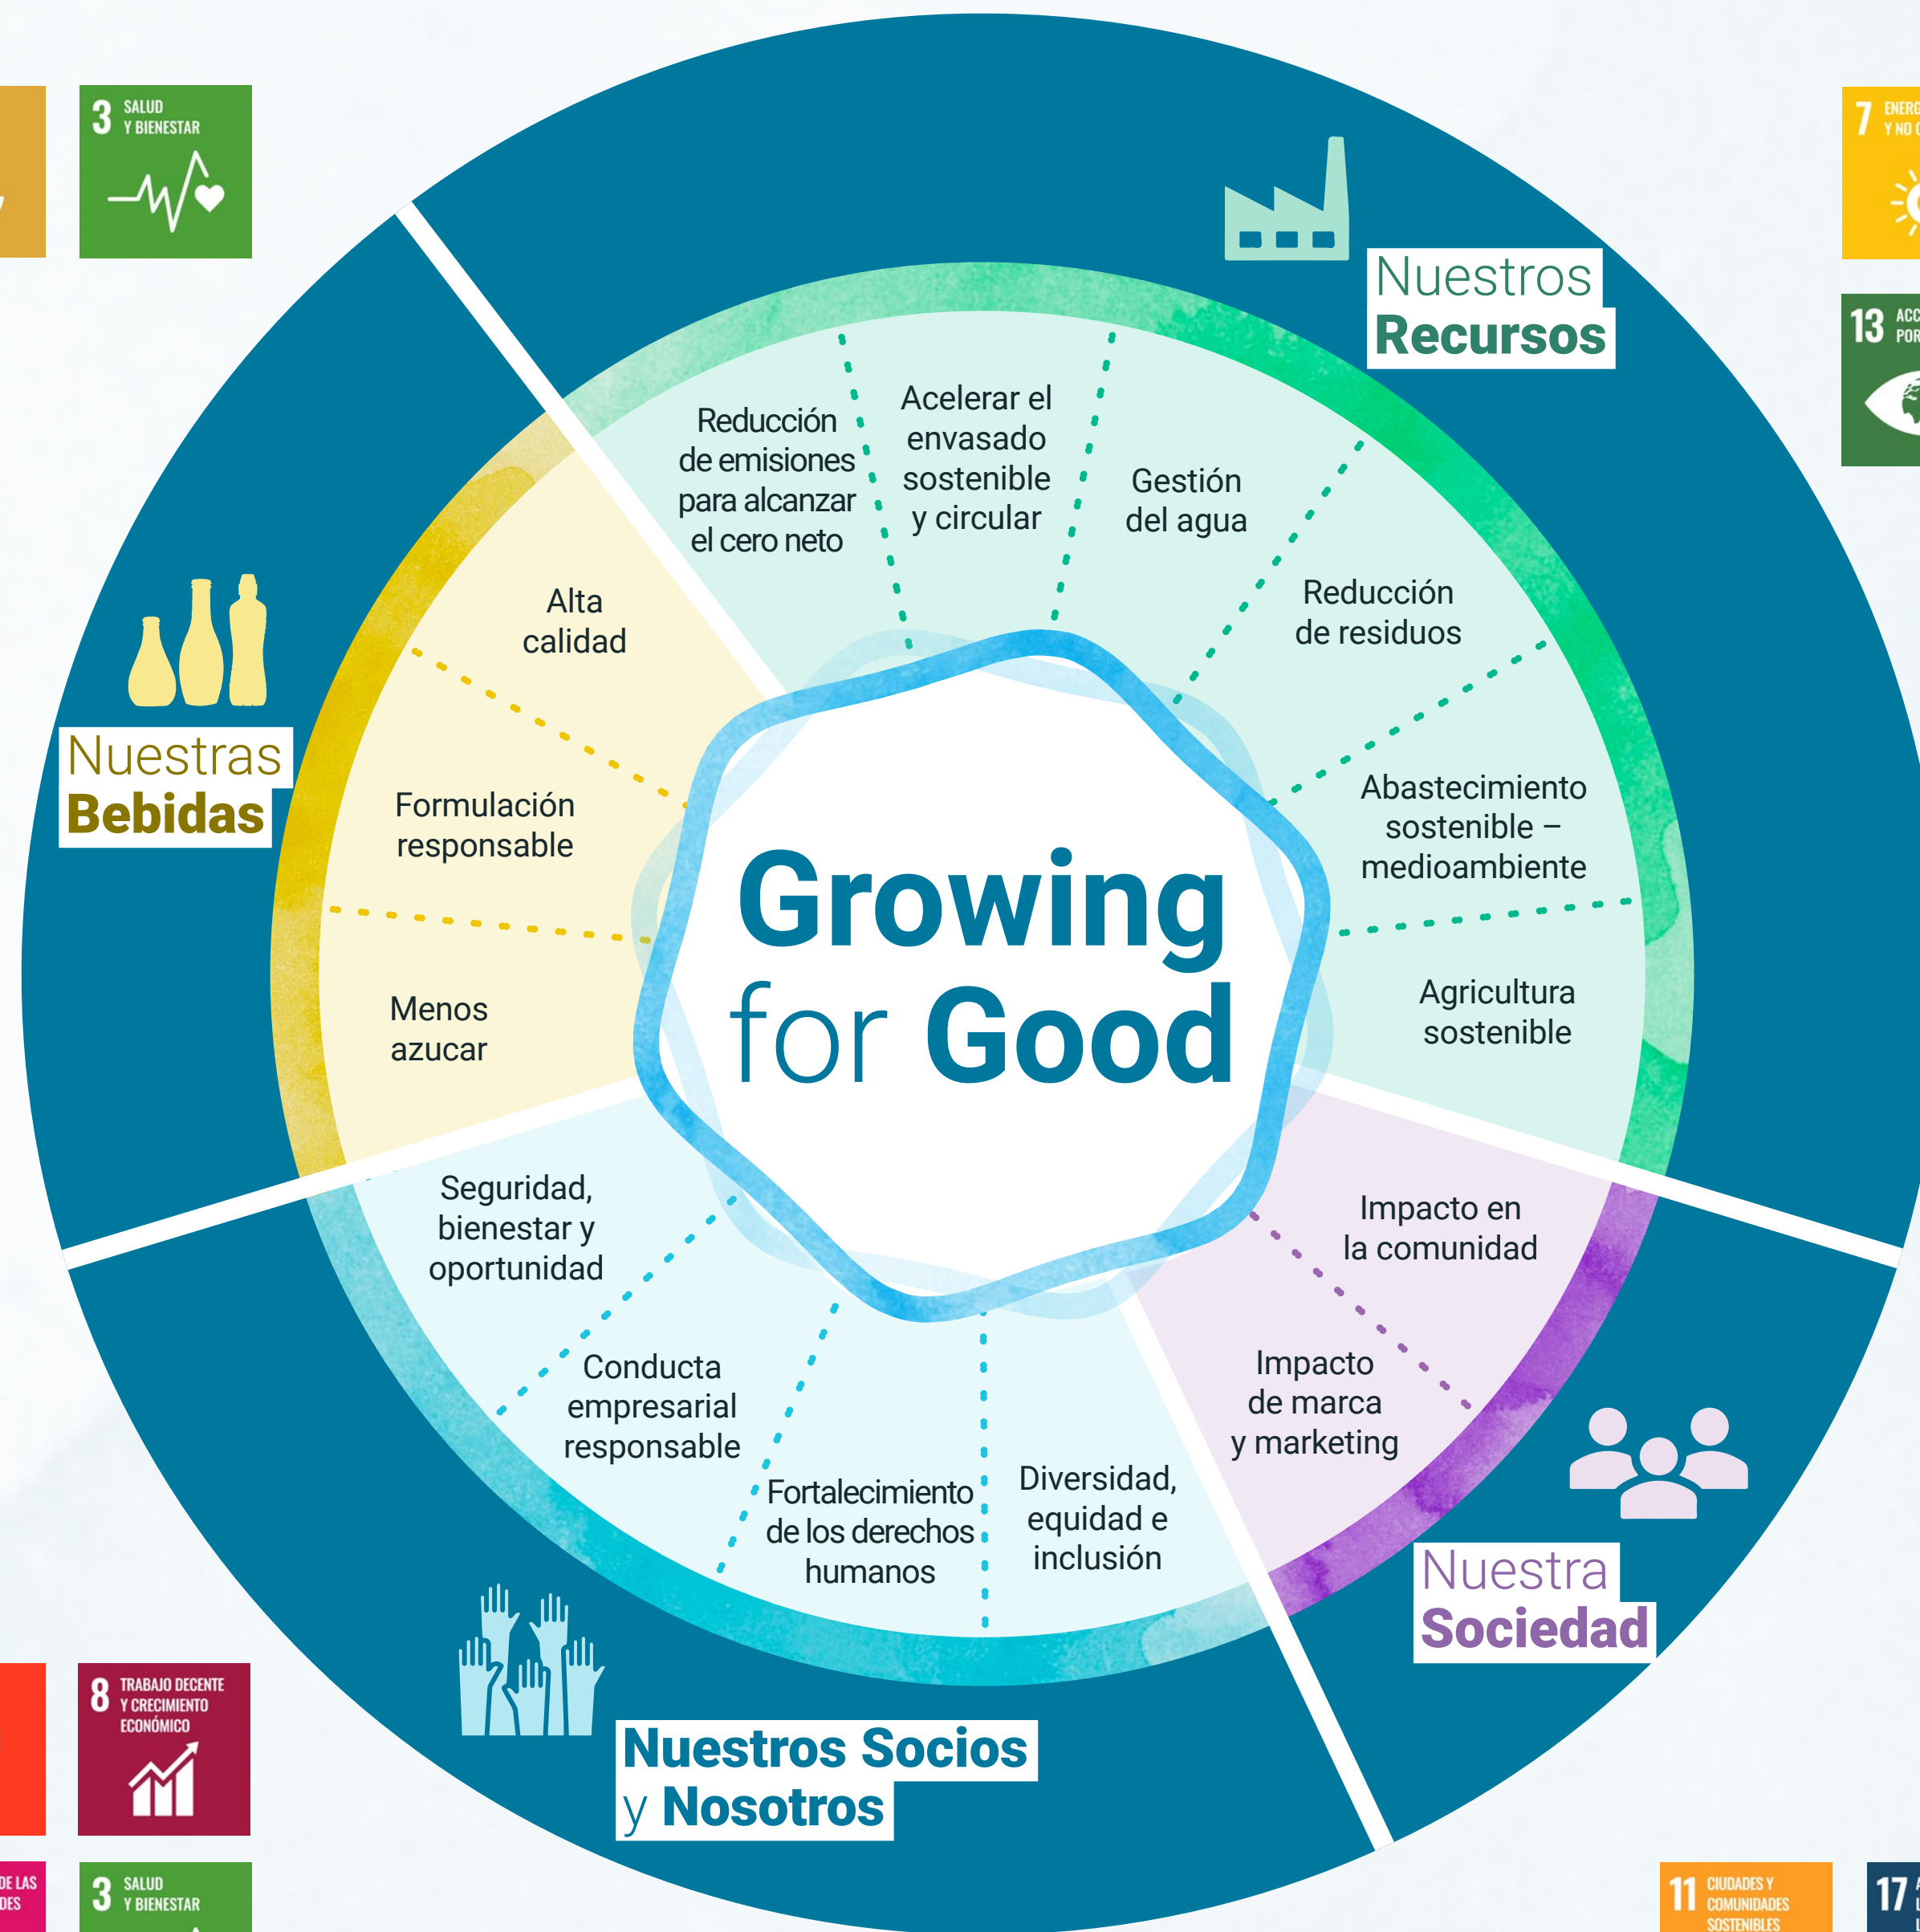 3 SALUD
Y BIENESTAR
7
13
Nuestros
Recursos
Reducción
de emisiones
para alcanzar
el cero neto
Acelerar el
envasado
sostenible
y circular
Gestión
del agua
Reducción
de residuos
Abastecimiento
sostenible –
medioambiente
Agricultura
sostenible
Nuestras
Bebidas
Alta
calidad
Formulación
responsable
Menos
azucar
Growing
for Good
Seguridad,
bienestar y
oportunidad
Conducta
empresarial
responsable
Fortalecimiento
de los derechos
humanos
Diversidad,
equidad e
inclusión
Impacto en
la comunidad
Impacto
de marca
y marketing
Nuestra
Sociedad
Nuestros Socios
y Nosotros
8 TRABAJO DECENTE
Y CRECIMIENTO
ECONÓMICO
DE LAS
3 SALUD
Y BIENESTAR
11 CIUDADES Y
COMUNIDADES
SOSTENIBLES
17